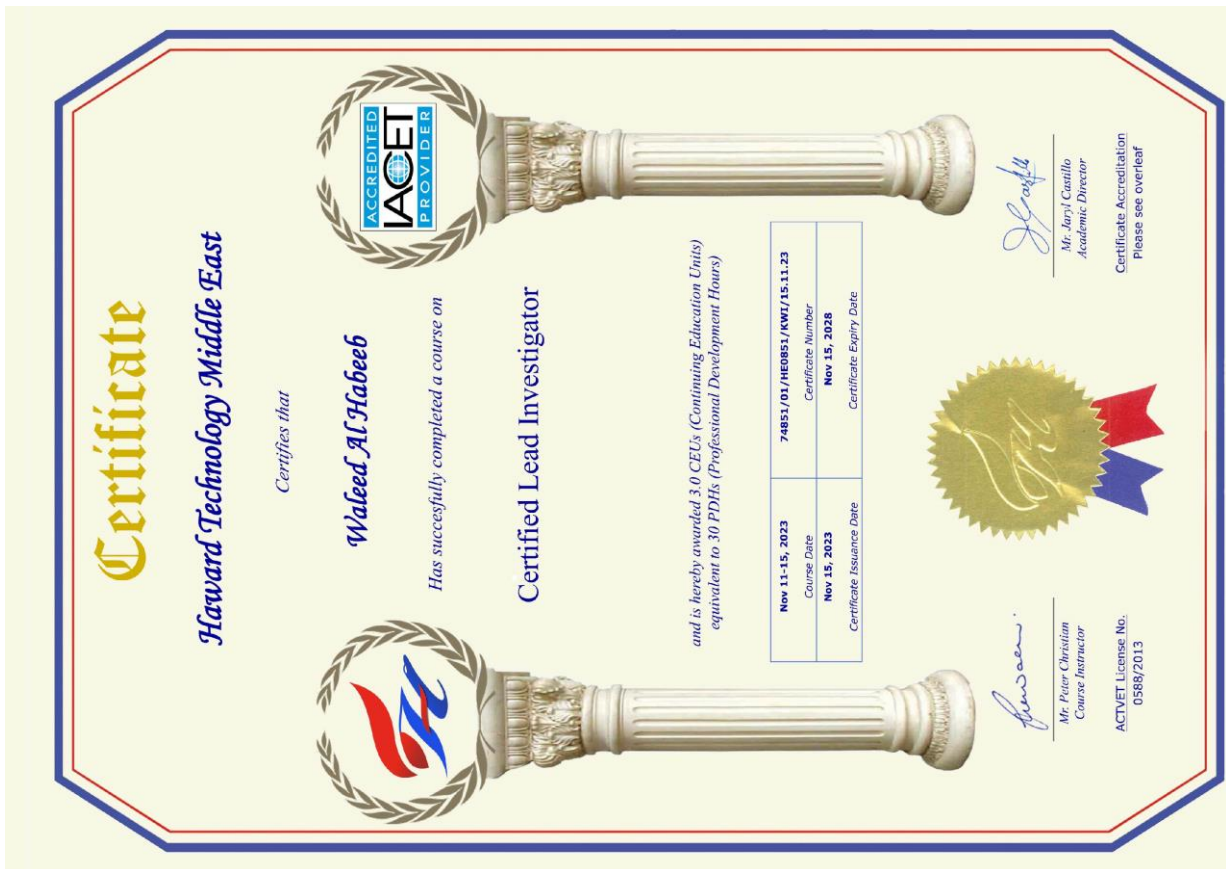 Certificate
Haward Technology Middle East
Certifies that
Waleed Al Habeeb
Has succesfully completed a course on
Certified Lead Investigator
ACCREDITED
IACET
PROVIDER
and is hereby awarded 3.0 CEUs (Continuing Education Units)
equivalent to 30 PDHs (Professional Development Hours)
Nov 11-15, 2023 74851/01/HE0851/KWI/15.11.23
Course Date Certificate Number
Nov 15, 2023 Nov 15, 2028
Certificate Issuance Date Certificate Expiry Date
Mr. Peter Christian
Course Instructor
ACTVET License No.
0588/2013
Mr. Jaryl Castillo
Academic Director
Certificate Accreditation
Please see overleaf